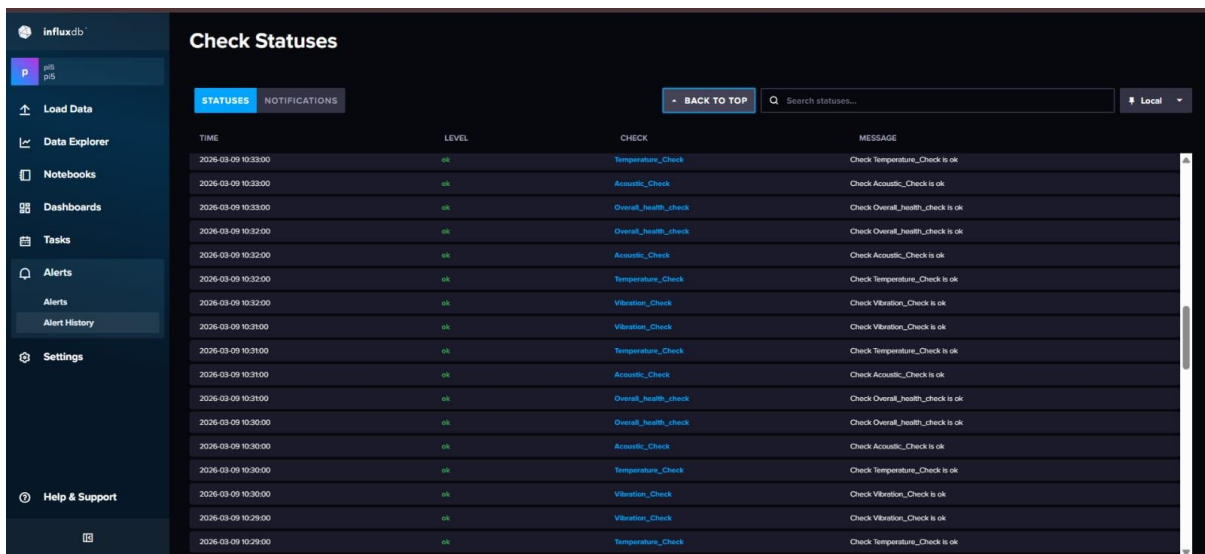 influxdb
Check Statuses
p
pi5
pi5
STATUSES NOTIFICATIONS
BACK TO TOP
Search statuses...
Local
Load Data
Data Explorer
Notebooks
Dashboards
Tasks
Alerts
Alerts
Alert History
Settings
Help & Support
TIME LEVEL CHECK MESSAGE
2026-03-09 10:33:00 ok Temperature_Check Check Temperature_Check is ok
2026-03-09 10:33:00 ok Acoustic_Check Check Acoustic_Check is ok
2026-03-09 10:33:00 ok Overall_health_check Check Overall_health_check is ok
2026-03-09 10:32:00 ok Overall_health_check Check Overall_health_check is ok
2026-03-09 10:32:00 ok Acoustic_Check Check Acoustic_Check is ok
2026-03-09 10:32:00 ok Temperature_Check Check Temperature_Check is ok
2026-03-09 10:32:00 ok Vibration_Check Check Vibration_Check is ok
2026-03-09 10:31:00 ok Vibration_Check Check Vibration_Check is ok
2026-03-09 10:31:00 ok Temperature_Check Check Temperature_Check is ok
2026-03-09 10:31:00 ok Acoustic_Check Check Acoustic_Check is ok
2026-03-09 10:31:00 ok Overall_health_check Check Overall_health_check is ok
2026-03-09 10:30:00 ok Overall_health_check Check Overall_health_check is ok
2026-03-09 10:30:00 ok Acoustic_Check Check Acoustic_Check is ok
2026-03-09 10:30:00 ok Temperature_Check Check Temperature_Check is ok
2026-03-09 10:30:00 ok Vibration_Check Check Vibration_Check is ok
2026-03-09 10:29:00 ok Vibration_Check Check Vibration_Check is ok
2026-03-09 10:29:00 ok Temperature_Check Check Temperature_Check is ok